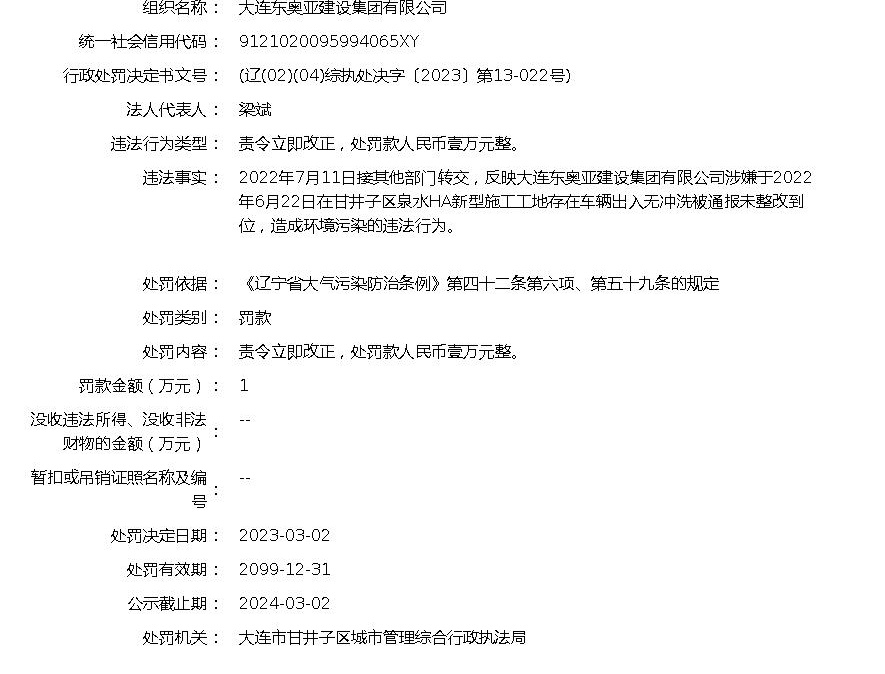 组织名称： 大连东奥亚建设集团有限公司
统一社会信用代码： 9121020095994065XY
行政处罚决定书文号： (辽(02)(04)综执处决字〔2023〕第13-022号)
法人代表人： 梁斌
违法行为类型： 责令立即改正，处罚款人民币壹万元整。
违法事实： 2022年7月11日接其他部门转交，反映大连东奥亚建设集团有限公司涉嫌于2022
年6月22日在甘井子区泉水HA新型施工工地存在车辆出入无冲洗被通报未整改到
位，造成环境污染的违法行为。
处罚依据： 《辽宁省大气污染防治条例》第四十二条第六项、第五十九条的规定
处罚类别： 罚款
处罚内容： 责令立即改正，处罚款人民币壹万元整。
罚款金额（万元）： 1
没收违法所得、没收非法
财物的金额（万元）： --
暂扣或吊销证照名称及编
号： --
处罚决定日期： 2023-03-02
处罚有效期： 2099-12-31
公示截止期： 2024-03-02
处罚机关： 大连市甘井子区城市管理综合行政执法局